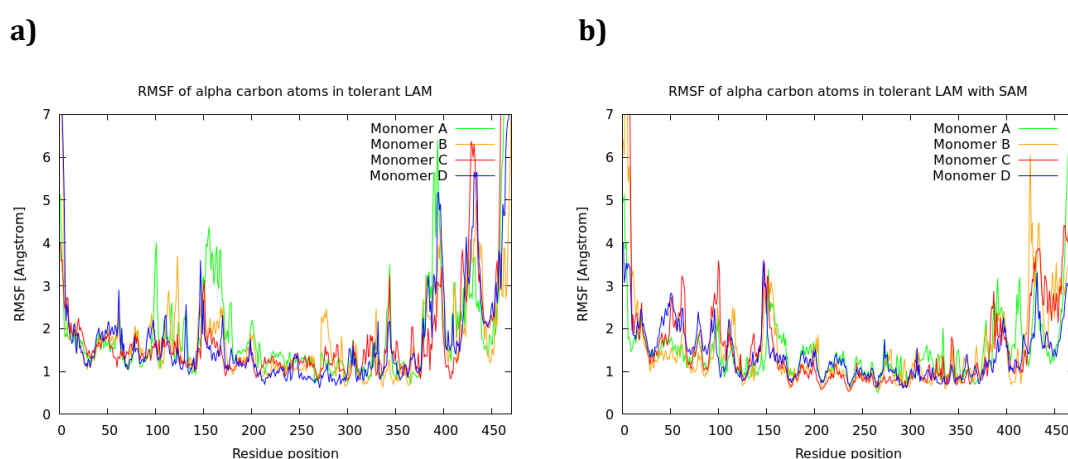 a)
RMSF of alpha carbon atoms in tolerant LAM
7
6
5
4
3
2
1
0
RMSF [Angstrom]
Monomer A
Monomer B
Monomer C
Monomer D
0 50 100 150 200 250 300 350 400 450
Residue position
b)
RMSF of alpha carbon atoms in tolerant LAM with SAM
7
6
5
4
3
2
1
0
RMSF [Angstrom]
Monomer A
Monomer B
Monomer C
Monomer D
0 50 100 150 200 250 300 350 400 450
Residue position